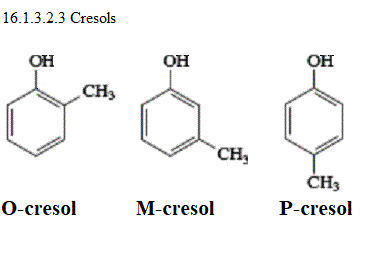 16.1.3.2.3 Cresols
OH OH OH
CH3
CH3
CH3
O-cresol M-cresol P-cresol